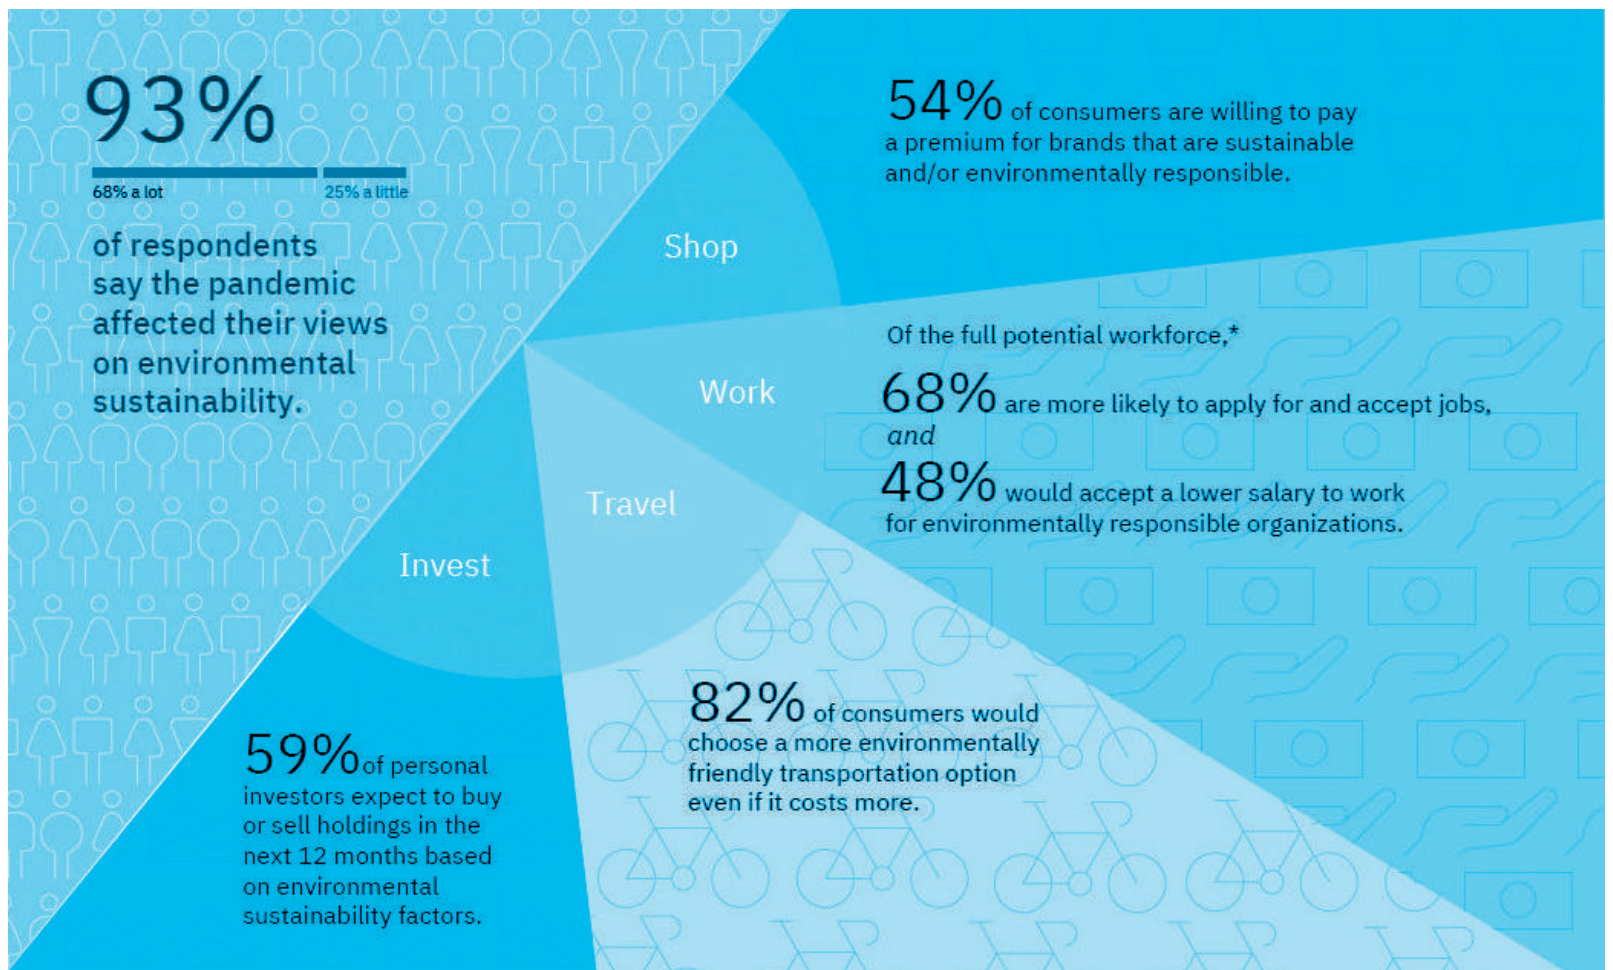 93%
68% a lot
25% a little
of respondents
say the pandemic
affected their views
on environmental
sustainability.
Shop
54% of consumers are willing to pay
a premium for brands that are sustainable
and/or environmentally responsible.
Work
Of the full potential workforce,*
68% are more likely to apply for and accept jobs,
and
48% would accept a lower salary to work
for environmentally responsible organizations.
Travel
82% of consumers would
choose a more environmentally
friendly transportation option
even if it costs more.
Invest
59% of personal
investors expect to buy
or sell holdings in the
next 12 months based
on environmental
sustainability factors.